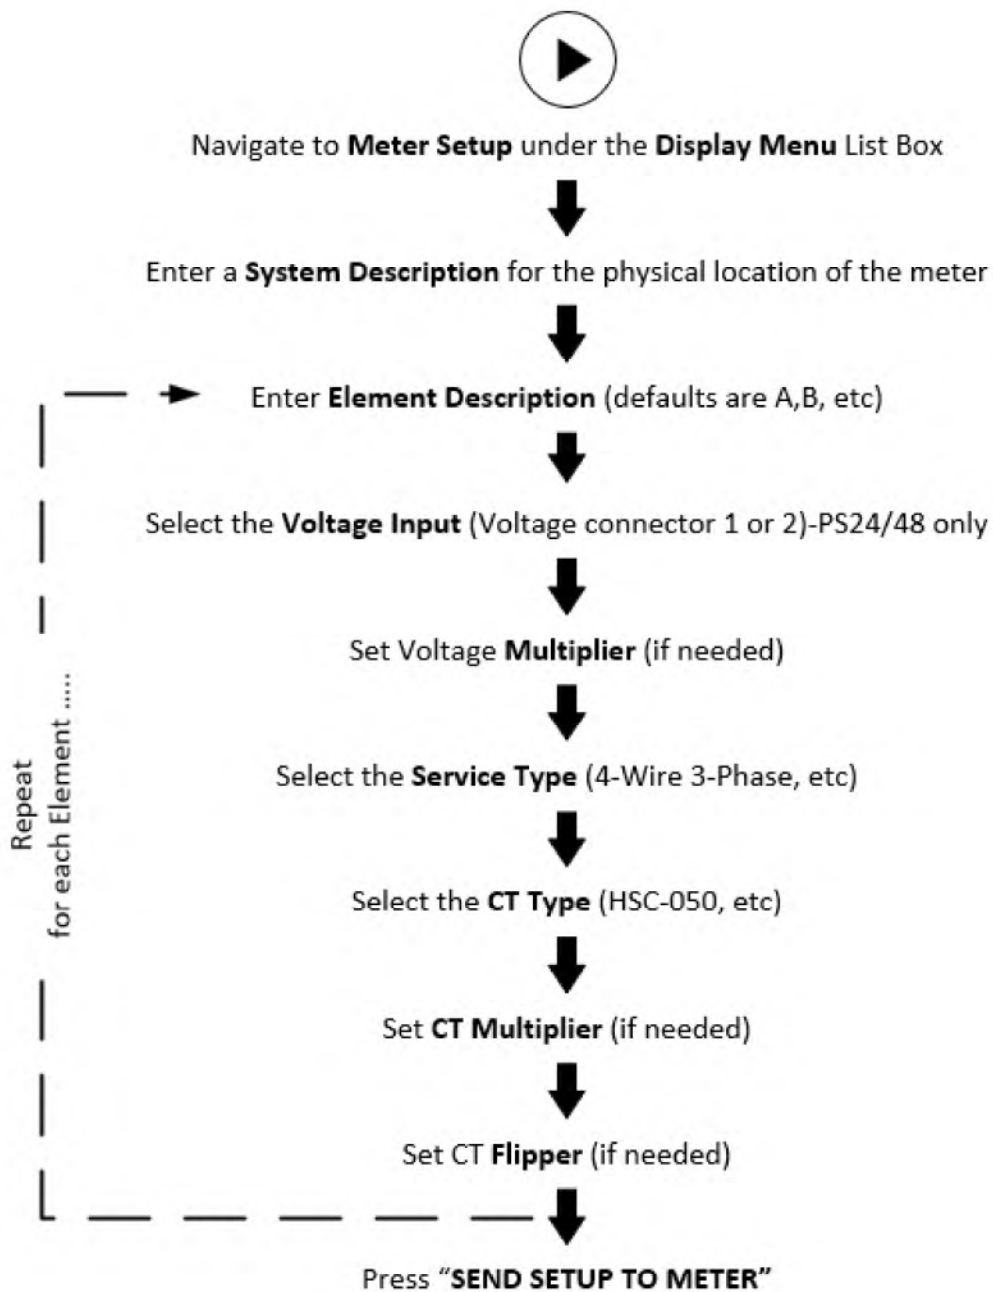 Navigate to Meter Setup under the Display Menu List Box
Enter a System Description for the physical location of the meter
Enter Element Description (defaults are A,B, etc)
Select the Voltage Input (Voltage connector 1 or 2)-PS24/48 only
Set Voltage Multiplier (if needed)
Select the Service Type (4-Wire 3-Phase, etc)
Select the CT Type (HSC-050, etc)
Set CT Multiplier (if needed)
Set CT Flipper (if needed)
Repeat
for each Element .....
Press “SEND SETUP TO METER”